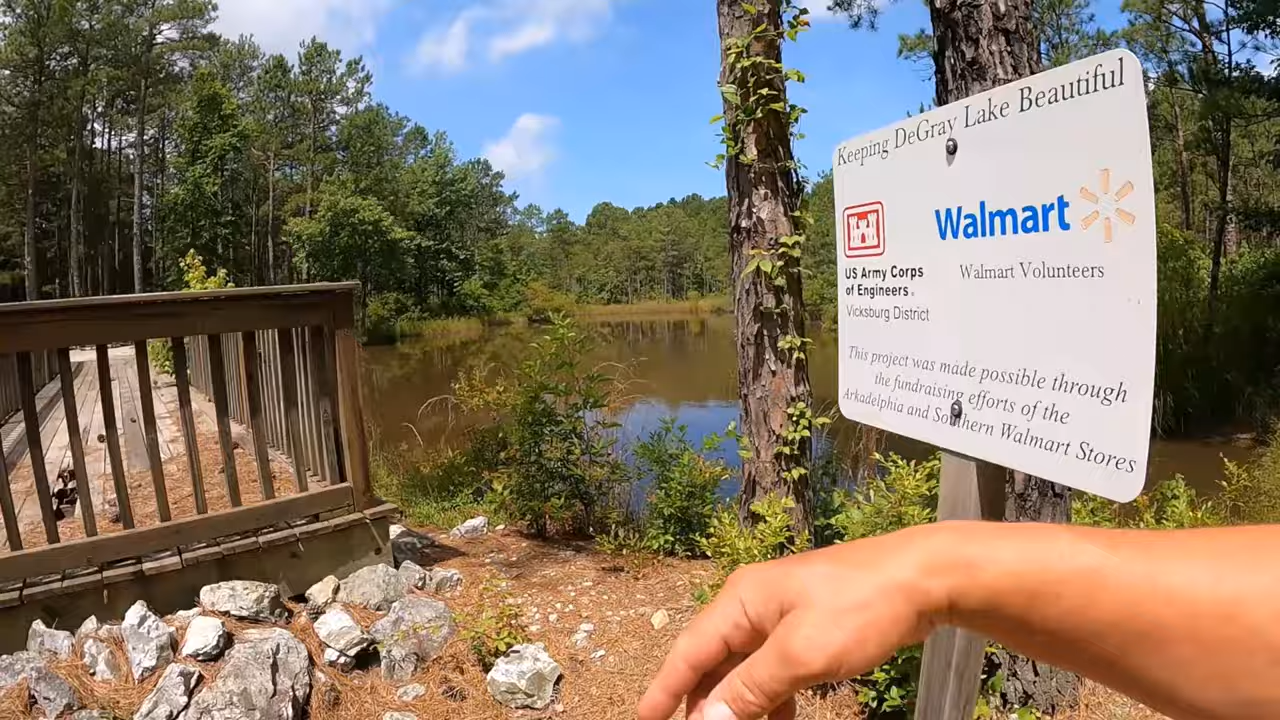 Keeping DeGray Lake Beautiful
Walmart
US Army Corps
of Engineers.
Vicksburg District
Walmart Volunteers
This project was made possible through
the fundraising efforts of the
Arkadelphia and Southern Walmart Stores